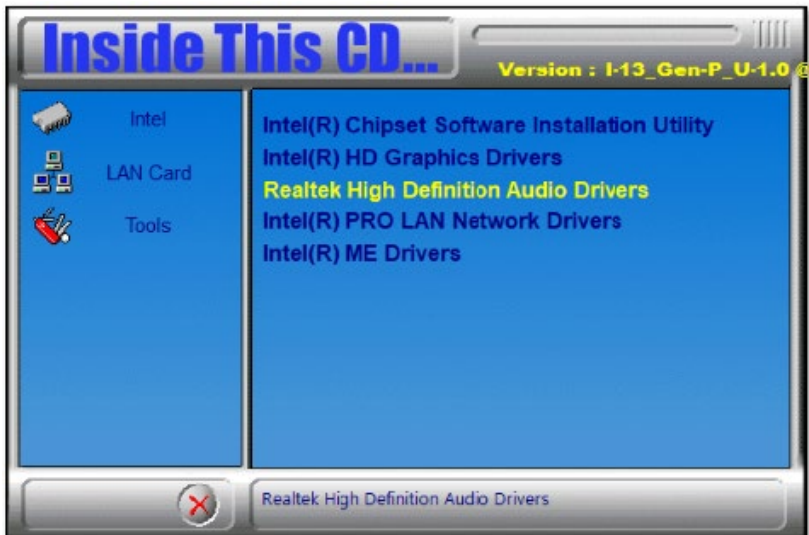 Inside This CD...
Version : I-13_Gen-P_U-1.0
Intel
LAN Card
Tools
Intel(R) Chipset Software Installation Utility
Intel(R) HD Graphics Drivers
Realtek High Definition Audio Drivers
Intel(R) PRO LAN Network Drivers
Intel(R) ME Drivers
Realtek High Definition Audio Drivers